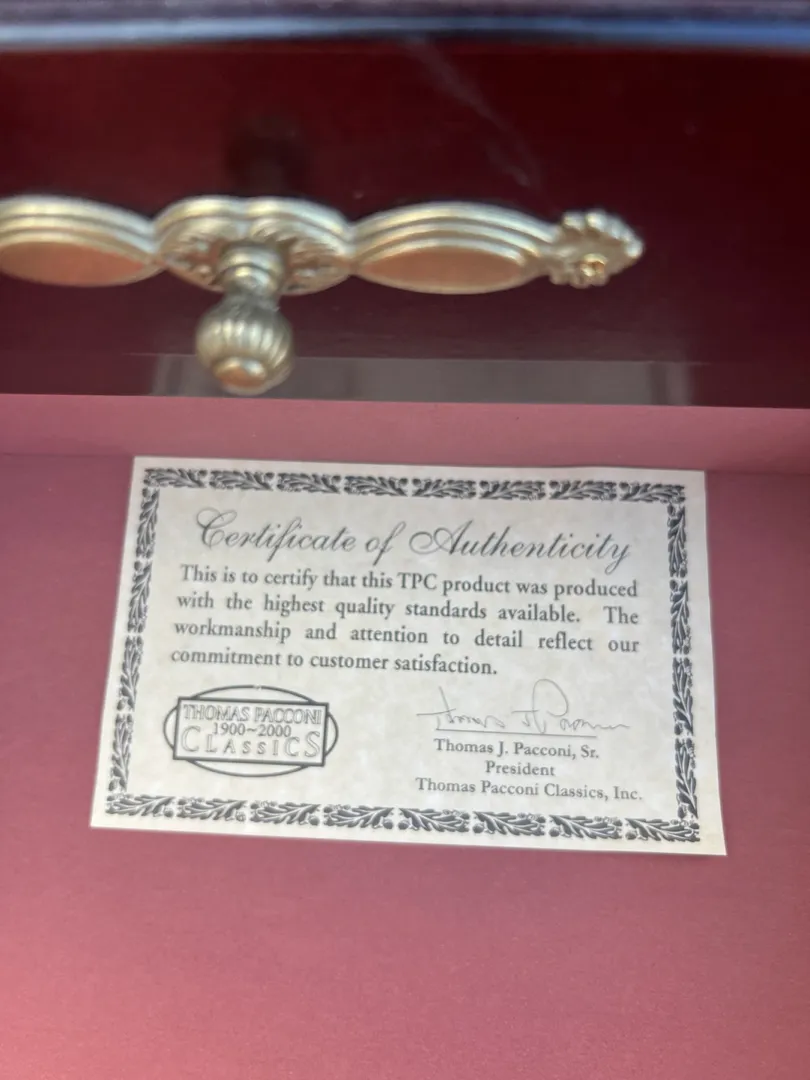 Certificate of Authenticity
This is to certify that this TPC product was produced
with the highest quality standards available. The
workmanship and attention to detail reflect our
commitment to customer satisfaction.
THOMAS PACCONI
1900~2000
CLASSICS
Thomas J. Pacconi
Thomas J. Pacconi, Sr.
President
Thomas Pacconi Classics, Inc.